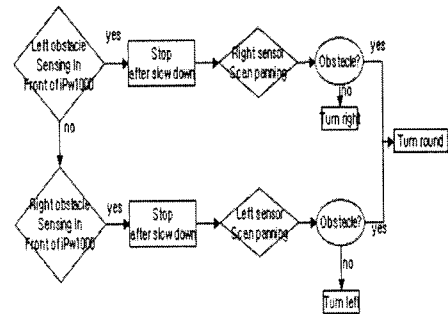 Left obstacle
Sensing In
Front of iPw1000
yes
Stop
after slow down
Right sensor
Scan panning
Obstacle?
yes
no
Turn right
Turn round
no
Right obstacle
Sensing In
Front of iPw1000
yes
Stop
after slow down
Left sensor
Scan panning
Obstacle?
yes
no
Turn left